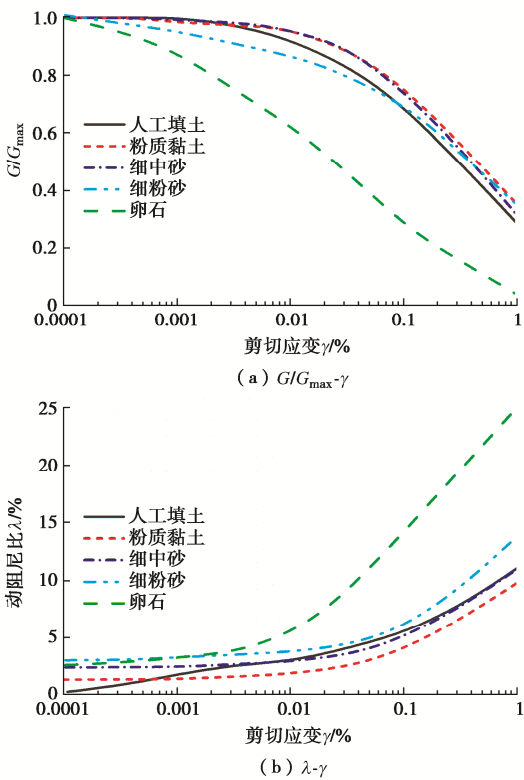 1.0
0.8
0.6
0.4
0.2
0
G/Gmax
人工填土
粉质黏土
细中砂
细粉砂
卵石
0.0001 0.001 0.01 0.1 1
剪切应变γ/%
（a）G/Gmax-γ
25
20
15
10
5
0
动阻尼比λ/%
人工填土
粉质黏土
细中砂
细粉砂
卵石
0.0001 0.001 0.01 0.1 1
剪切应变γ/%
（b）λ-γ